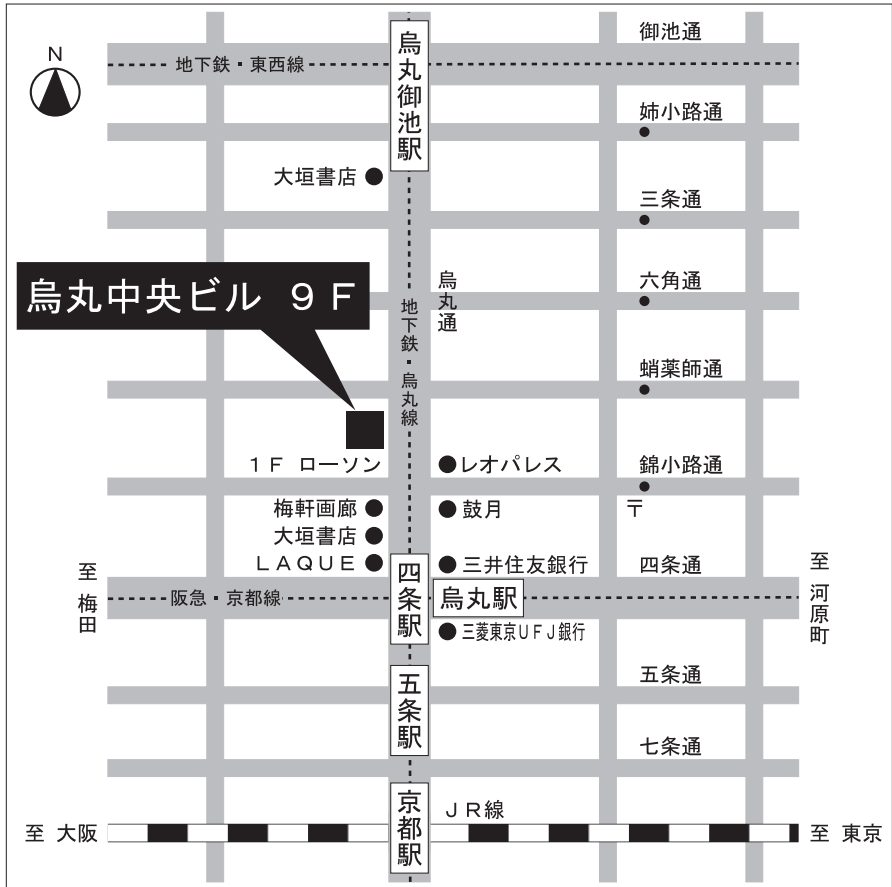 御池通
N
地下鉄・東西線
烏丸御池駅
姉小路通
大垣書店
三条通
烏丸中央ビル ９Ｆ
六角通
烏丸通
地下鉄・烏丸線
蛸薬師通
１Ｆ ローソン
レオパレス
錦小路通
梅軒画廊
鼓月
〒
大垣書店
ＬＡＱＵＥ
三井住友銀行
四条通
至 梅田
阪急・京都線
四条駅
烏丸駅
至 河原町
三菱東京ＵＦＪ銀行
五条駅
五条通
七条通
京都駅
ＪＲ線
至 大阪
至 東京